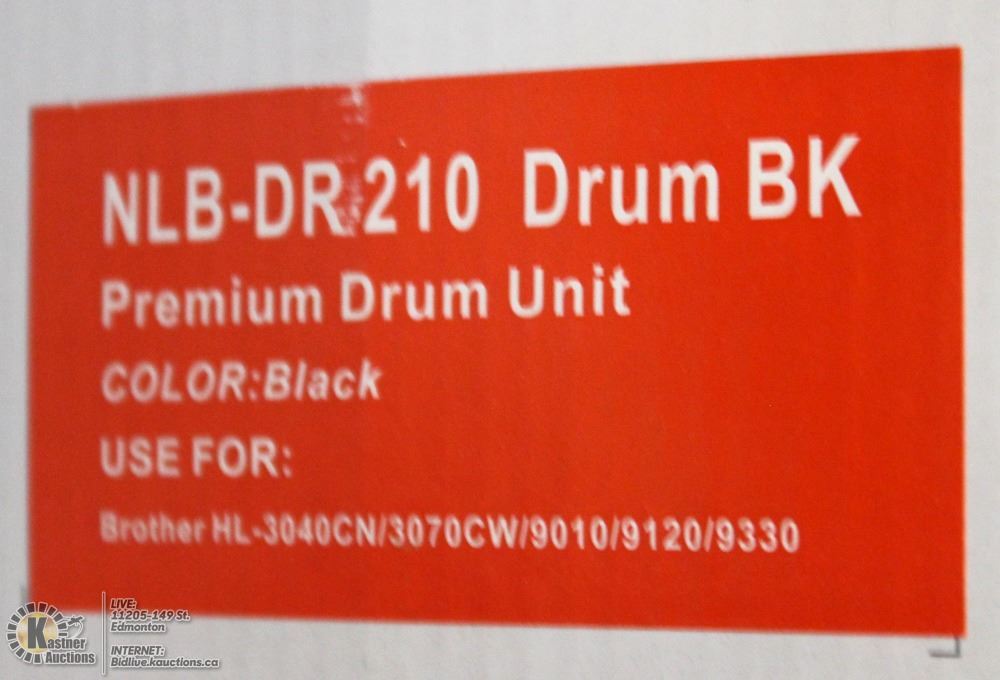 NLB-DR 210 Drum BK
Premium Drum Unit
COLOR:Black
USE FOR:
Brother HL-3040CN/3070CW/9010/9120/9330
Kastner
Auctions
LIVE:
11205-149 St.
Edmonton
INTERNET:
Bidlive.kauctions.ca